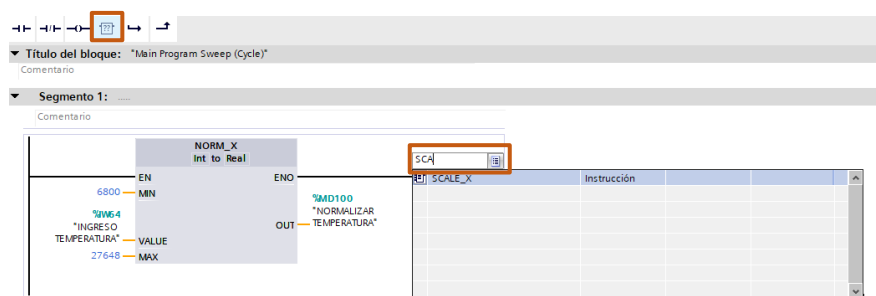 ??
Título del bloque: "Main Program Sweep (Cycle)"
Comentario
Segmento 1: .....
Comentario
NORM_X
Int to Real
EN
ENO
6800
MIN
%IW64
"INGRESO
TEMPERATURA"
VALUE
27648
MAX
%MD100
"NORMALIZAR
TEMPERATURA"
OUT
SCA
SCALE_X Instrucción